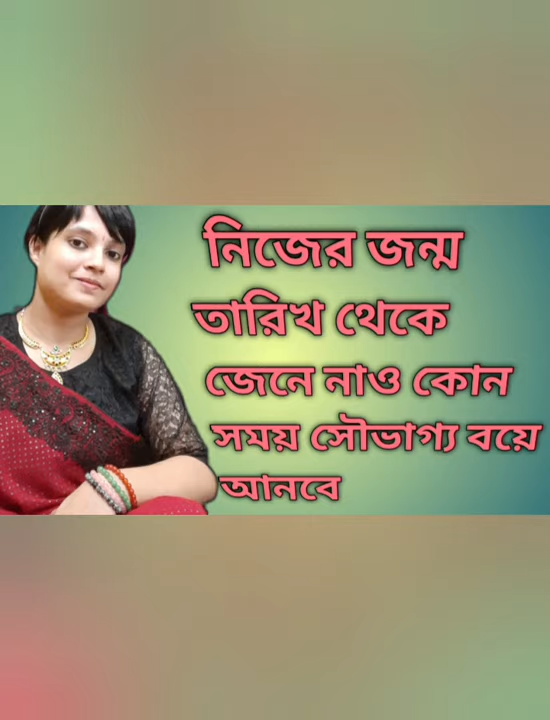 নিজের জন্ম
তারিখ থেকে
জেনে নাও কোন
সময় সৌভাগ্য বয়ে
আনবে